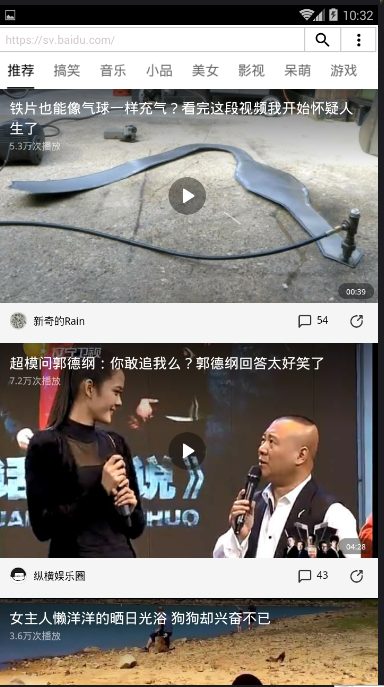 10:32
https://sv.baidu.com/
推荐 搞笑 音乐 小品 美女 影视 呆萌 游戏
铁片也能像气球一样充气？看完这段视频我开始怀疑人
生了
5.3万次播放
00:39
新奇的Rain 54
超模问郭德纲：你敢追我么？郭德纲回答太好笑了
7.2万次播放
04:28
纵横娱乐圈 43
女主人懒洋洋的晒日光浴 狗狗却兴奋不已
3.6万次播放